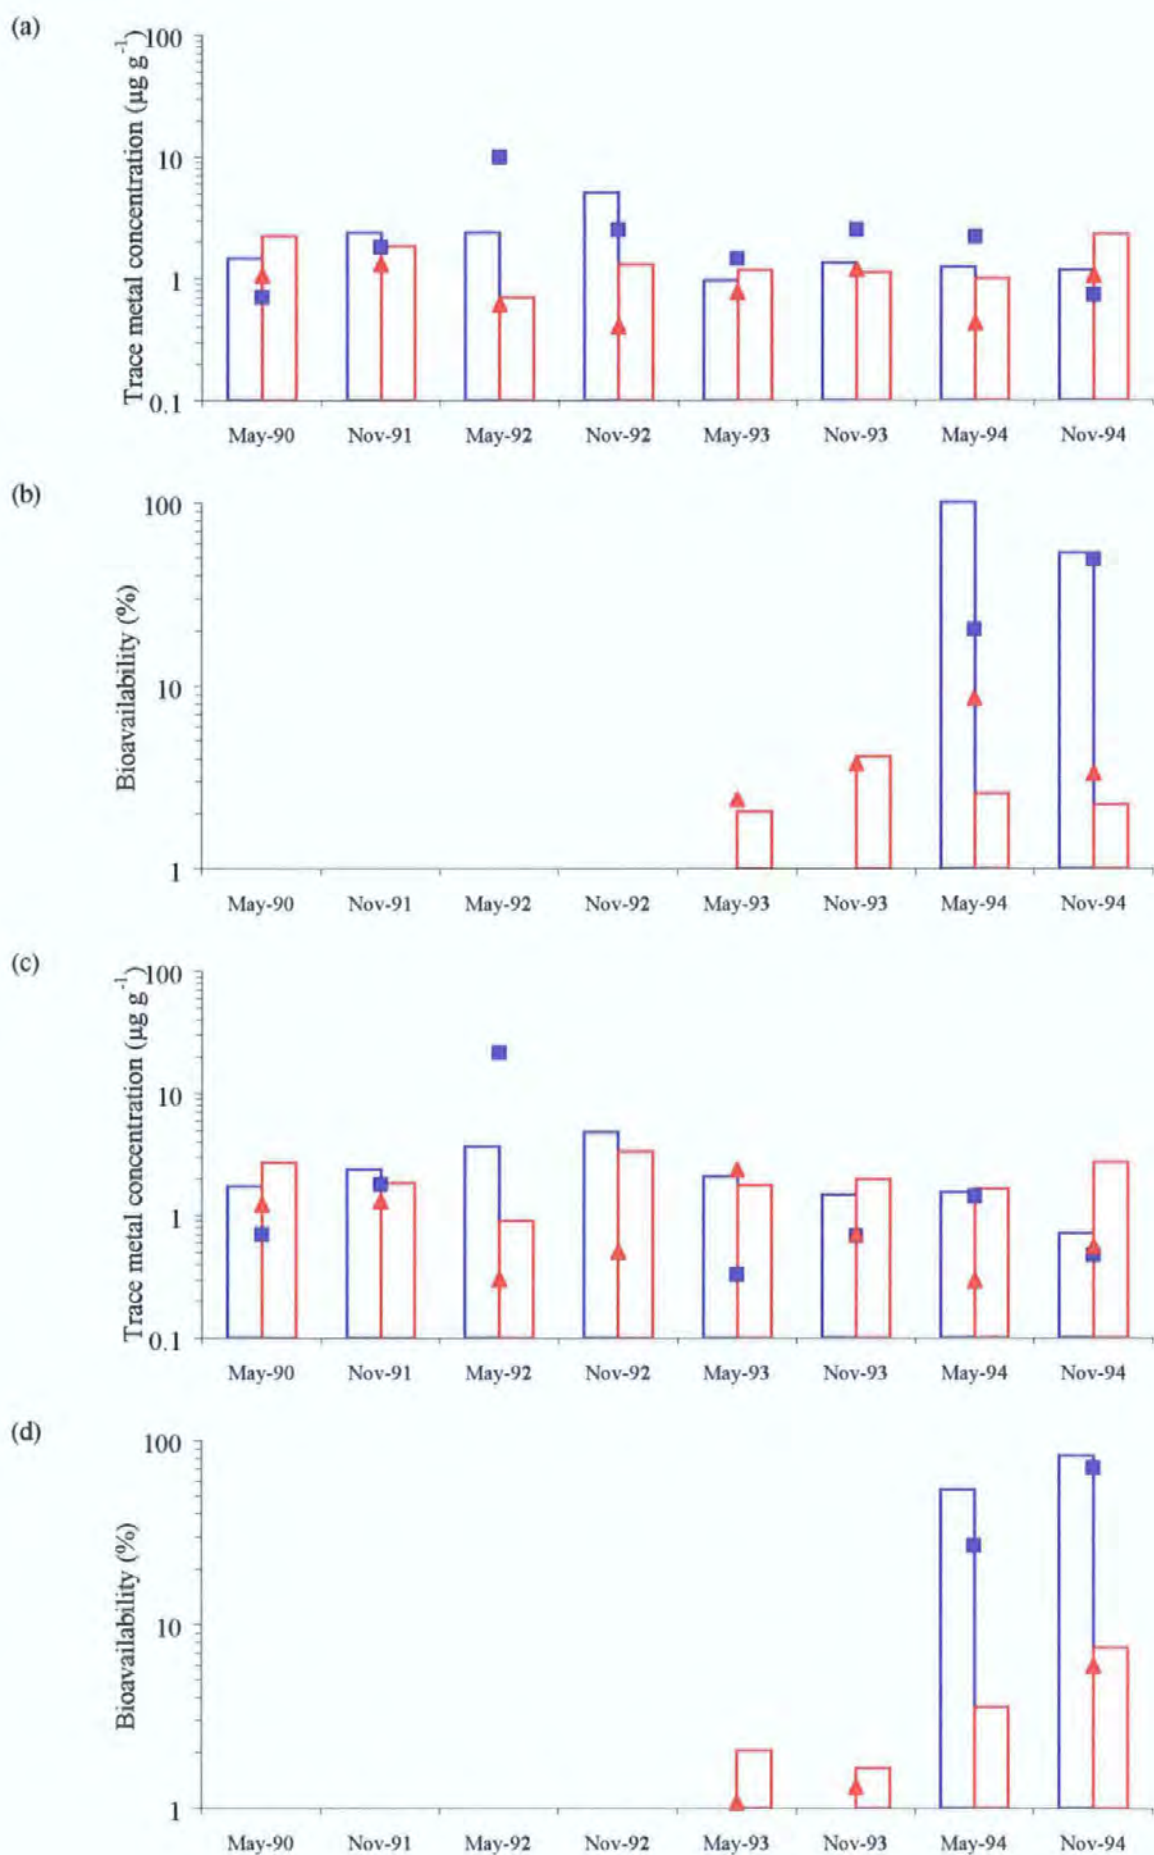 (a)
Trace metal concentration (µg g⁻¹)
100
10
1
0.1
May-90 Nov-91 May-92 Nov-92 May-93 Nov-93 May-94 Nov-94
(b)
Bioavailability (%)
100
10
1
May-90 Nov-91 May-92 Nov-92 May-93 Nov-93 May-94 Nov-94
(c)
Trace metal concentration (µg g⁻¹)
100
10
1
0.1
May-90 Nov-91 May-92 Nov-92 May-93 Nov-93 May-94 Nov-94
(d)
Bioavailability (%)
100
10
1
May-90 Nov-91 May-92 Nov-92 May-93 Nov-93 May-94 Nov-94